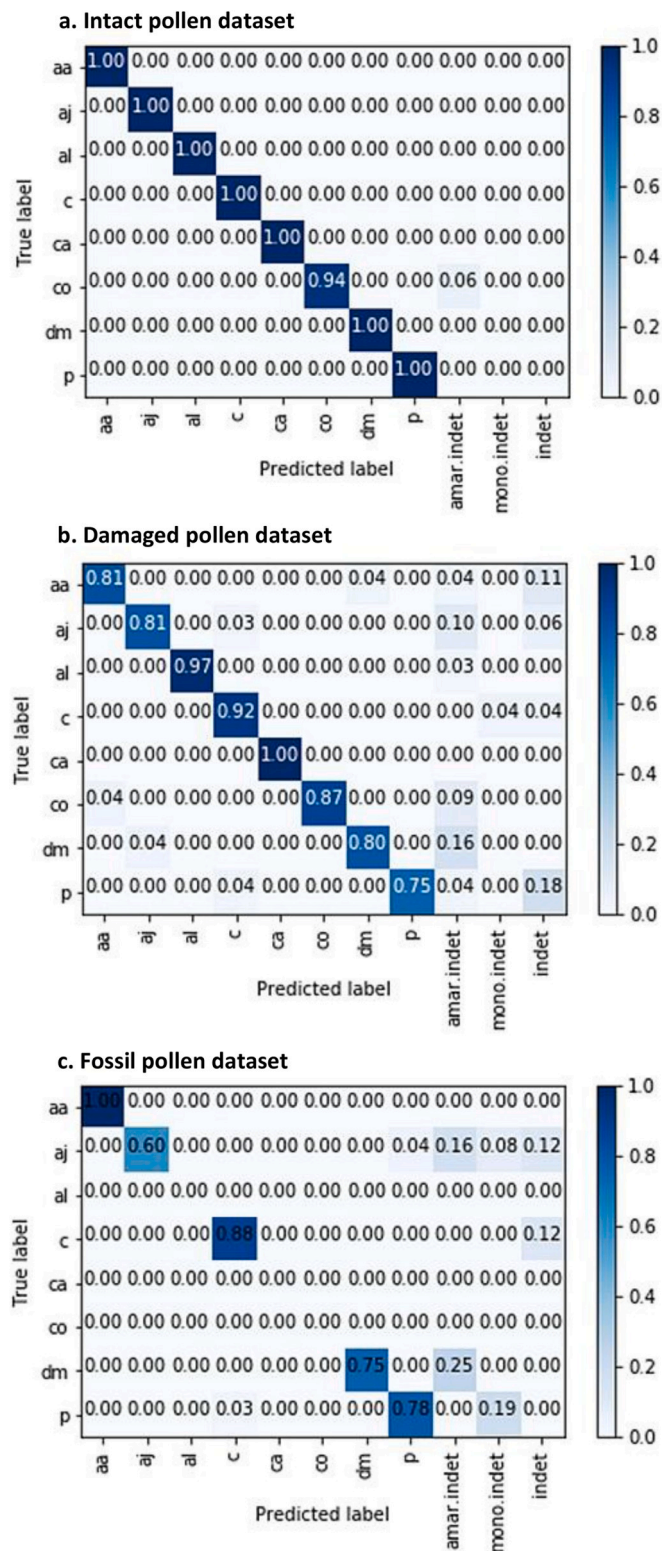 a. Intact pollen dataset
aa 1.00 0.00 0.00 0.00 0.00 0.00 0.00 0.00 0.00 0.00 0.00
aj 0.00 1.00 0.00 0.00 0.00 0.00 0.00 0.00 0.00 0.00 0.00
al 0.00 0.00 1.00 0.00 0.00 0.00 0.00 0.00 0.00 0.00 0.00
c 0.00 0.00 0.00 1.00 0.00 0.00 0.00 0.00 0.00 0.00 0.00
ca 0.00 0.00 0.00 0.00 1.00 0.00 0.00 0.00 0.00 0.00 0.00
co 0.00 0.00 0.00 0.00 0.00 0.94 0.00 0.00 0.06 0.00 0.00
dm 0.00 0.00 0.00 0.00 0.00 0.00 1.00 0.00 0.00 0.00 0.00
p 0.00 0.00 0.00 0.00 0.00 0.00 0.00 1.00 0.00 0.00 0.00
True label
aa aj al c ca co dm p amar.indet mono.indet indet
Predicted label
1.0
0.8
0.6
0.4
0.2
0.0
b. Damaged pollen dataset
aa 0.81 0.00 0.00 0.00 0.00 0.00 0.04 0.00 0.04 0.00 0.11
aj 0.00 0.81 0.00 0.03 0.00 0.00 0.00 0.00 0.10 0.00 0.06
al 0.00 0.00 0.97 0.00 0.00 0.00 0.00 0.00 0.03 0.00 0.00
c 0.00 0.00 0.00 0.92 0.00 0.00 0.00 0.00 0.00 0.04 0.04
ca 0.00 0.00 0.00 0.00 1.00 0.00 0.00 0.00 0.00 0.00 0.00
co 0.04 0.00 0.00 0.00 0.00 0.87 0.00 0.00 0.09 0.00 0.00
dm 0.00 0.04 0.00 0.00 0.00 0.00 0.80 0.00 0.16 0.00 0.00
p 0.00 0.00 0.00 0.04 0.00 0.00 0.00 0.75 0.04 0.00 0.18
True label
aa aj al c ca co dm p amar.indet mono.indet indet
Predicted label
1.0
0.8
0.6
0.4
0.2
0.0
c. Fossil pollen dataset
aa 1.00 0.00 0.00 0.00 0.00 0.00 0.00 0.00 0.00 0.00 0.00
aj 0.00 0.60 0.00 0.00 0.00 0.00 0.00 0.04 0.16 0.08 0.12
al 0.00 0.00 0.00 0.00 0.00 0.00 0.00 0.00 0.00 0.00 0.00
c 0.00 0.00 0.00 0.88 0.00 0.00 0.00 0.00 0.00 0.00 0.12
ca 0.00 0.00 0.00 0.00 0.00 0.00 0.00 0.00 0.00 0.00 0.00
co 0.00 0.00 0.00 0.00 0.00 0.00 0.00 0.00 0.00 0.00 0.00
dm 0.00 0.00 0.00 0.00 0.00 0.00 0.75 0.00 0.25 0.00 0.00
p 0.00 0.00 0.00 0.03 0.00 0.00 0.00 0.78 0.00 0.19 0.00
True label
aa aj al c ca co dm p amar.indet mono.indet indet
Predicted label
1.0
0.8
0.6
0.4
0.2
0.0